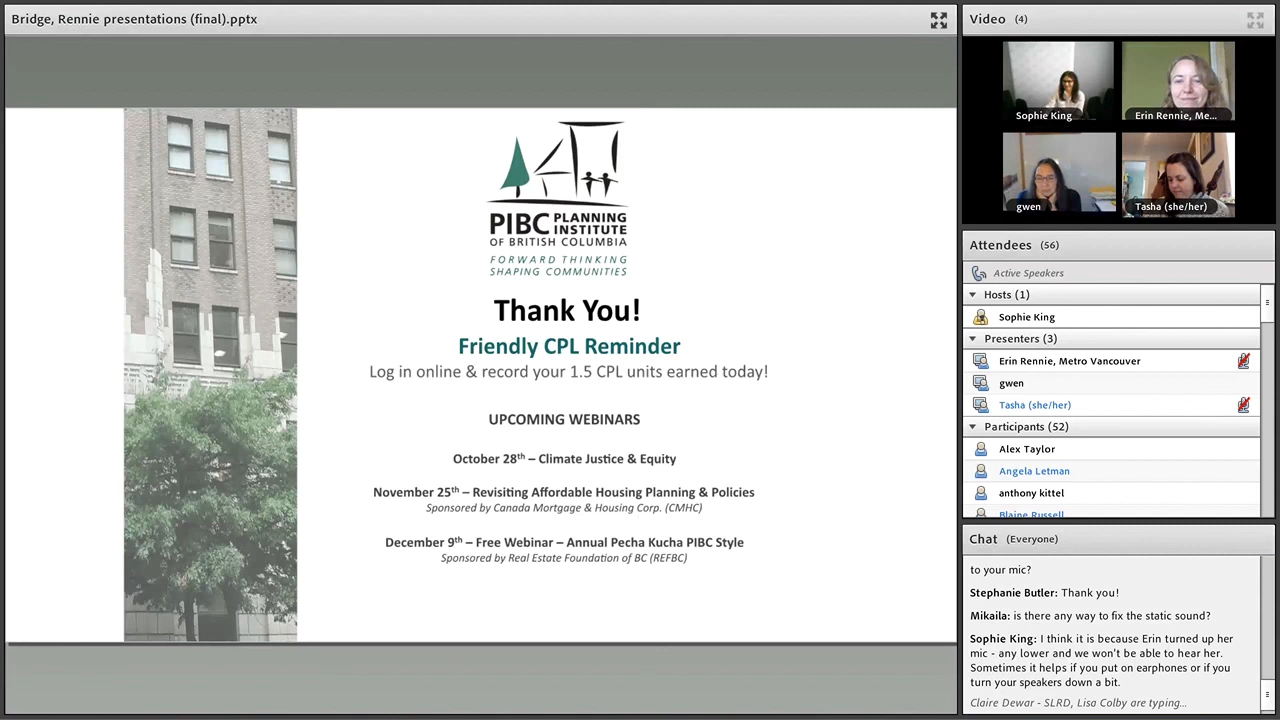 Bridge, Rennie presentations (final).pptx
PIBC PLANNING
INSTITUTE
OF BRITISH COLUMBIA
FORWARD THINKING
SHAPING COMMUNITIES
Thank You!
Friendly CPL Reminder
Log in online & record your 1.5 CPL units earned today!
UPCOMING WEBINARS
October 28th – Climate Justice & Equity
November 25th – Revisiting Affordable Housing Planning & Policies
Sponsored by Canada Mortgage & Housing Corp. (CMHC)
December 9th – Free Webinar – Annual Pecha Kucha PIBC Style
Sponsored by Real Estate Foundation of BC (REFBC)
Video (4)
Sophie King
Erin Rennie, Me...
gwen
Tasha (she/her)
Attendees (56)
Active Speakers
Hosts (1)
Sophie King
Presenters (3)
Erin Rennie, Metro Vancouver
gwen
Tasha (she/her)
Participants (52)
Alex Taylor
Angela Letman
anthony kittel
Blaine Russell
Chat (Everyone)
to your mic?
Stephanie Butler: Thank you!
Mikaila: is there any way to fix the static sound?
Sophie King: I think it is because Erin turned up her
mic - any lower and we won't be able to hear her.
Sometimes it helps if you put on earphones or if you
turn your speakers down a bit.
Claire Dewar - SLRD, Lisa Colby are typing...